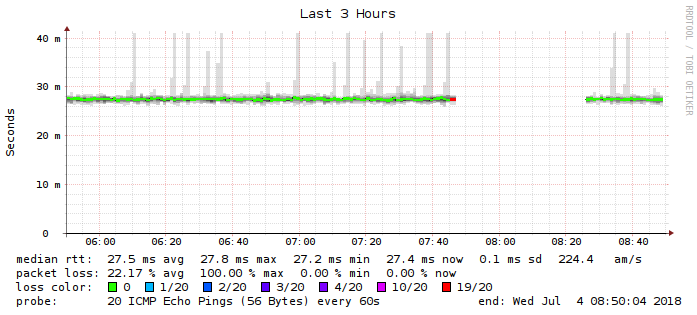 Last 3 Hours
RRDTOOL / TOBI OETIKER
Seconds
40 m
30 m
20 m
10 m
0
06:00 06:20 06:40 07:00 07:20 07:40 08:00 08:20 08:40
median rtt: 27.5 ms avg 27.8 ms max 27.2 ms min 27.4 ms now 0.1 ms sd 224.4 am/s
packet loss: 22.17 % avg 100.00 % max 0.00 % min 0.00 % now
loss color: 0 1/20 2/20 3/20 4/20 10/20 19/20
probe: 20 ICMP Echo Pings (56 Bytes) every 60s end: Wed Jul 4 08:50:04 2018